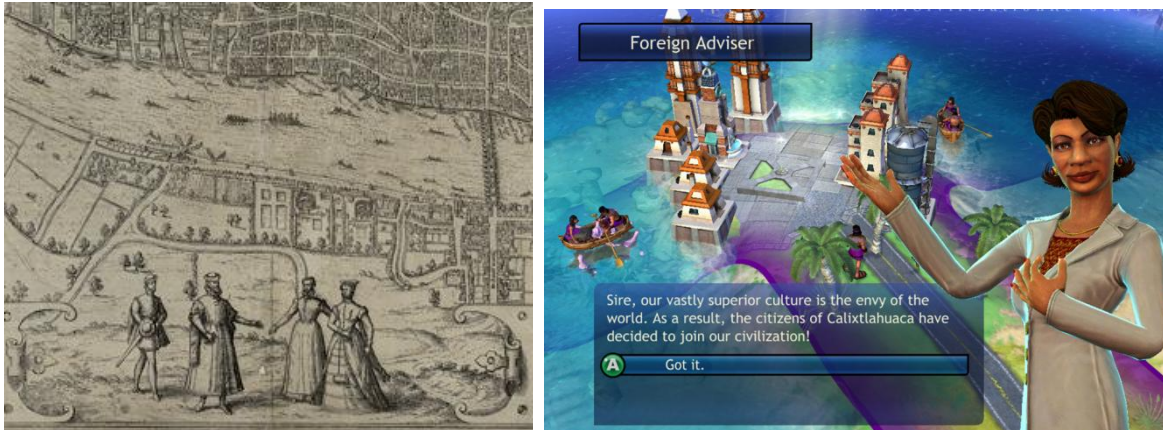 Foreign Adviser
Sire, our vastly superior culture is the envy of the
world. As a result, the citizens of Calixtlahuaca have
decided to join our civilization!
A Got it.